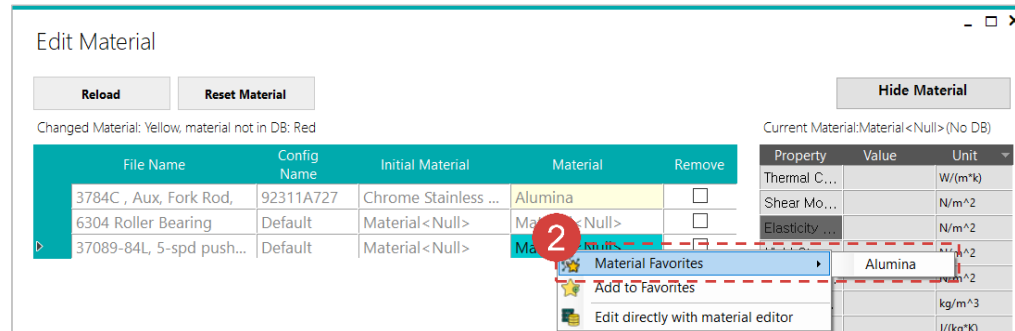 Edit Material
Reload Reset Material Hide Material
Changed Material: Yellow, material not in DB: Red Current Material:Material<Null>(No DB)
File Name Config Name Initial Material Material Remove
3784C , Aux, Fork Rod, 92311A727 Chrome Stainless ... Alumina
6304 Roller Bearing Default Material<Null>
37089-84L, 5-spd push... Default Material<Null>
Property Value Unit
Thermal C... W/(m*k)
Shear Mo... N/m^2
Elasticity ... N/m^2
N/m^2
kg/m^3
J/(kg*K)
2
Material Favorites Alumina
Add to Favorites
Edit directly with material editor